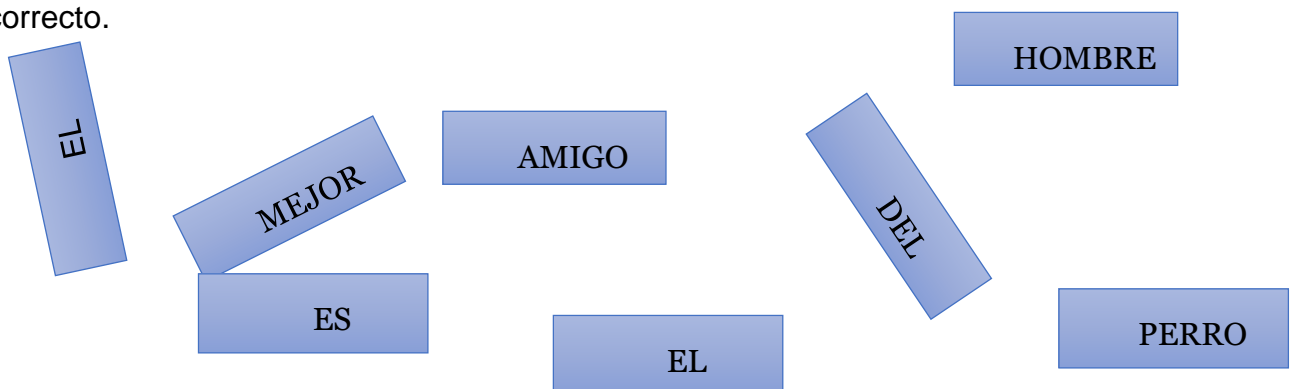 correcto.
HOMBRE
EL
AMIGO
MEJOR
DEL
ES
EL
PERRO